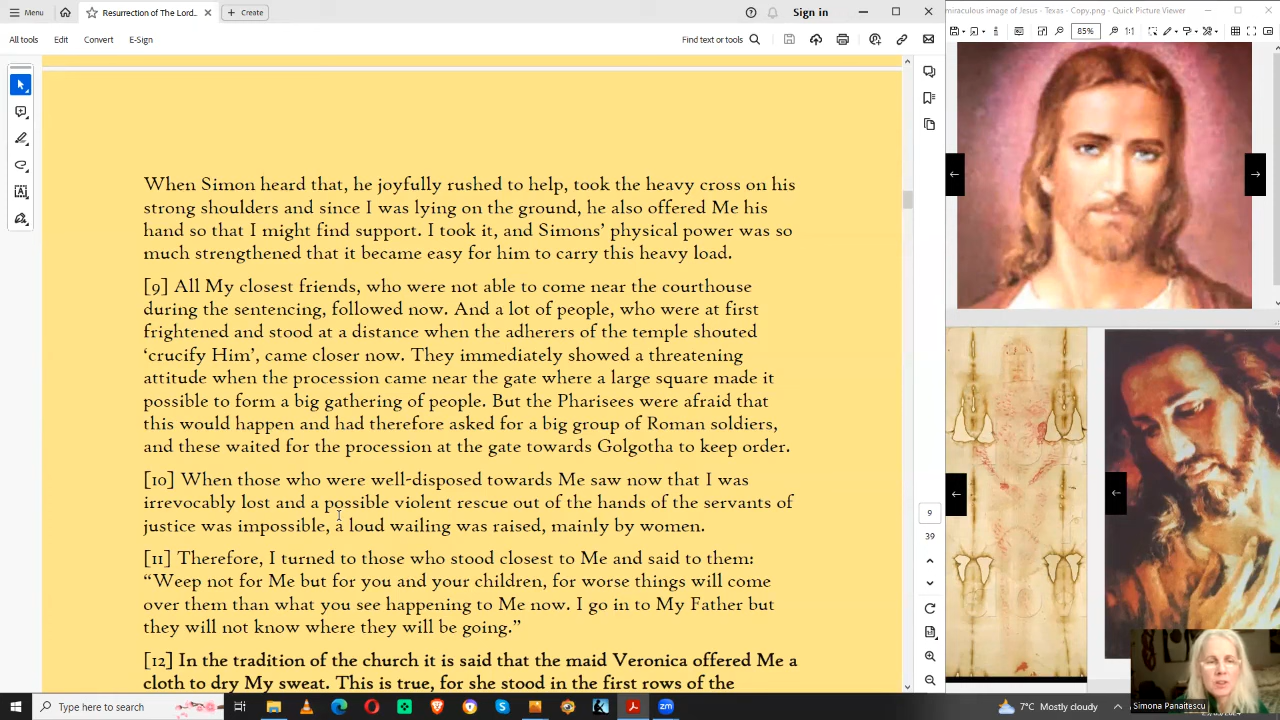 Menu
Resurrection of The Lord...
Create
Sign in
All tools
Edit
Convert
E-Sign
Find text or tools
miraculous image of Jesus - Texas - Copy.png - Quick Picture Viewer
85%
1:1
When Simon heard that, he joyfully rushed to help, took the heavy cross on his
strong shoulders and since I was lying on the ground, he also offered Me his
hand so that I might find support. I took it, and Simons’ physical power was so
much strengthened that it became easy for him to carry this heavy load.
[9] All My closest friends, who were not able to come near the courthouse
during the sentencing, followed now. And a lot of people, who were at first
frightened and stood at a distance when the adherers of the temple shouted
‘crucify Him’, came closer now. They immediately showed a threatening
attitude when the procession came near the gate where a large square made it
possible to form a big gathering of people. But the Pharisees were afraid that
this would happen and had therefore asked for a big group of Roman soldiers,
and these waited for the procession at the gate towards Golgotha to keep order.
[10] When those who were well-disposed towards Me saw now that I was
irrevocably lost and a possible violent rescue out of the hands of the servants of
justice was impossible, a loud wailing was raised, mainly by women.
[11] Therefore, I turned to those who stood closest to Me and said to them:
“Weep not for Me but for you and your children, for worse things will come
over them than what you see happening to Me now. I go in to My Father but
they will not know where they will be going.”
[12] In the tradition of the church it is said that the maid Veronica offered Me a
cloth to dry My sweat. This is true, for she stood in the first rows of the
9
39
Simona Panaitescu
Type here to search
7°C Mostly cloudy